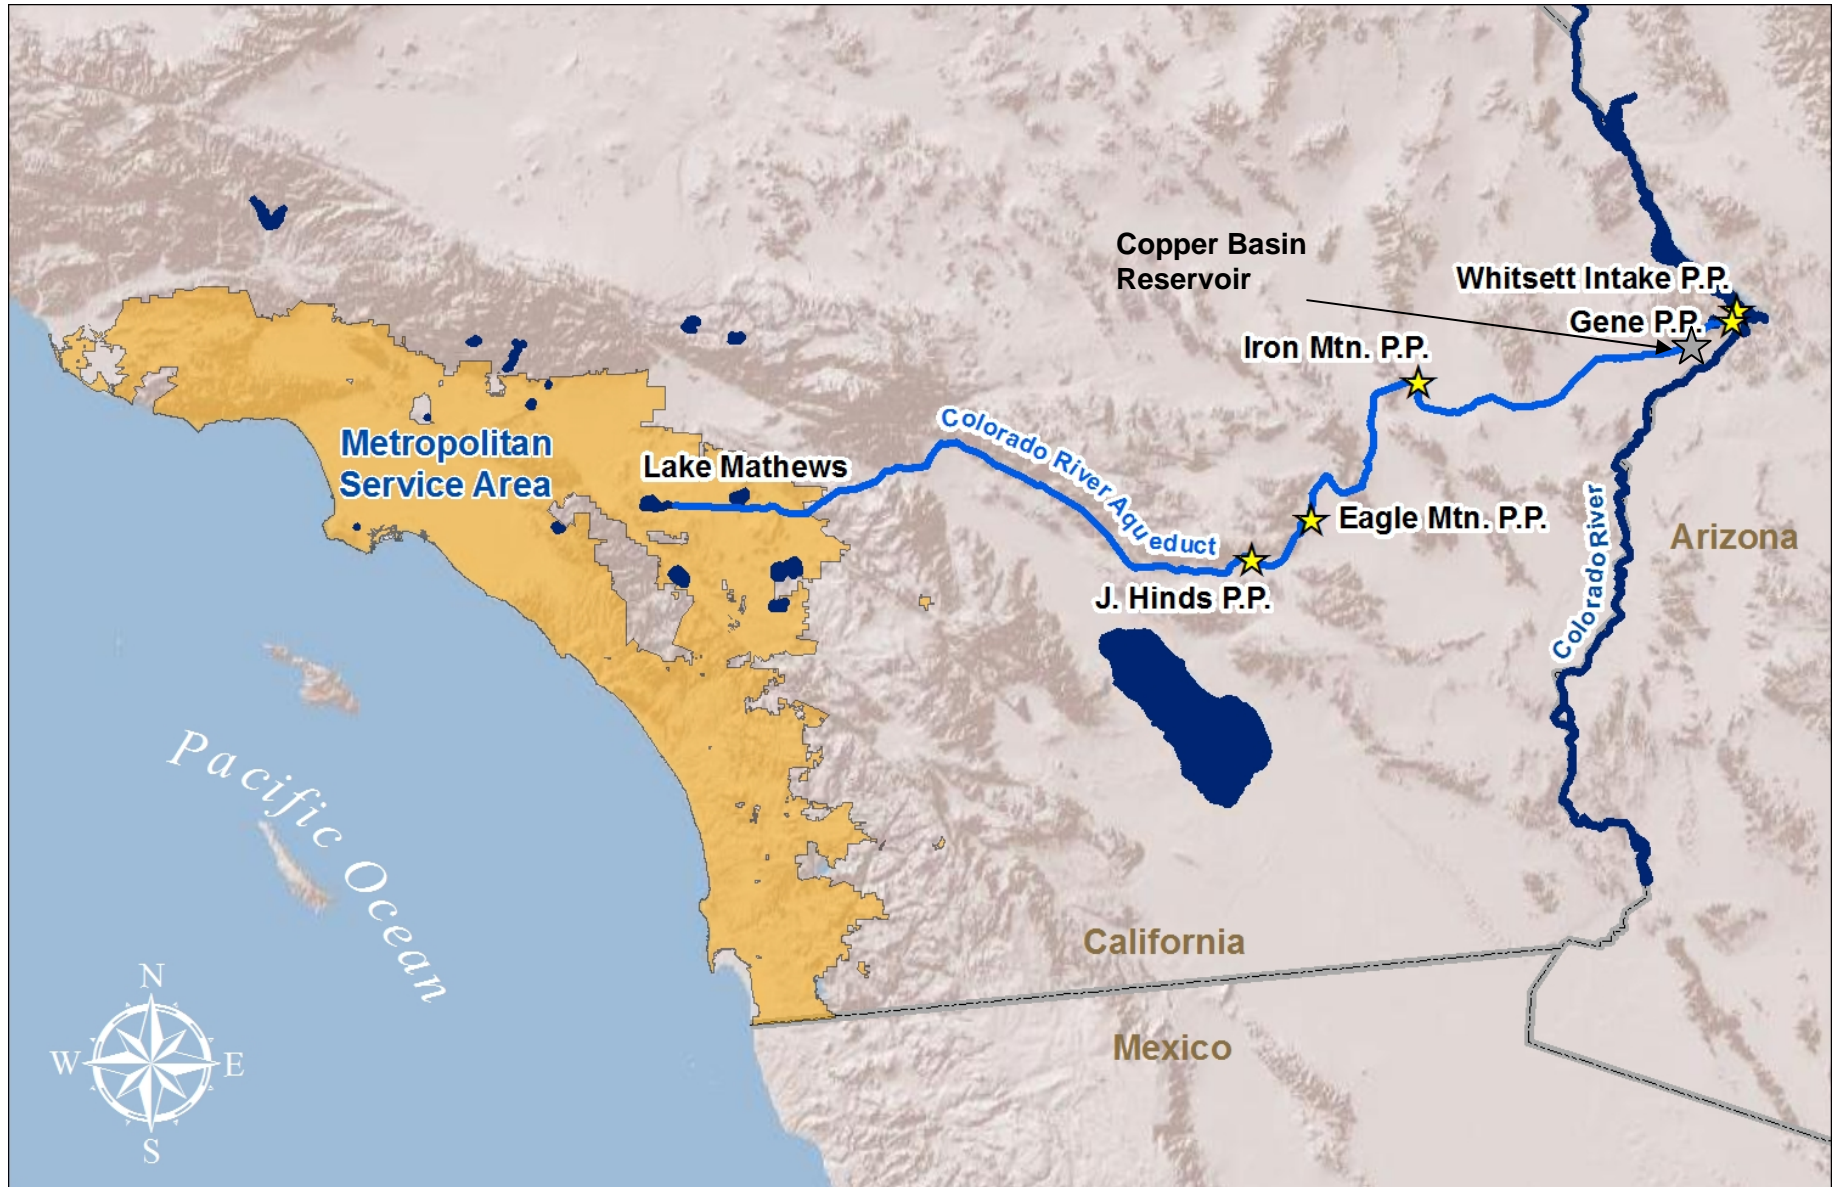 Copper Basin
Reservoir
Whitsett Intake P.P.
Gene P.P.
Iron Mtn. P.P.
Colorado River Aqueduct
Metropolitan
Service Area
Lake Mathews
Eagle Mtn. P.P.
Arizona
J. Hinds P.P.
Colorado River
Pacific Ocean
California
Mexico
N
W
E
S